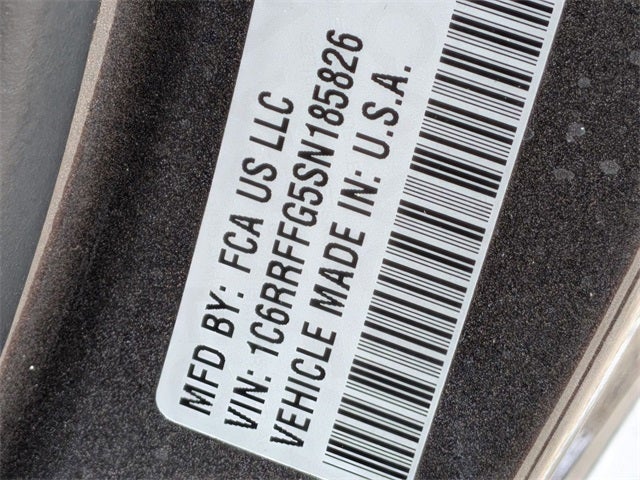 MFD BY: FCA US LLC
VIN: 1C6RRFFG5SN185826
VEHICLE MADE IN: U.S.A.